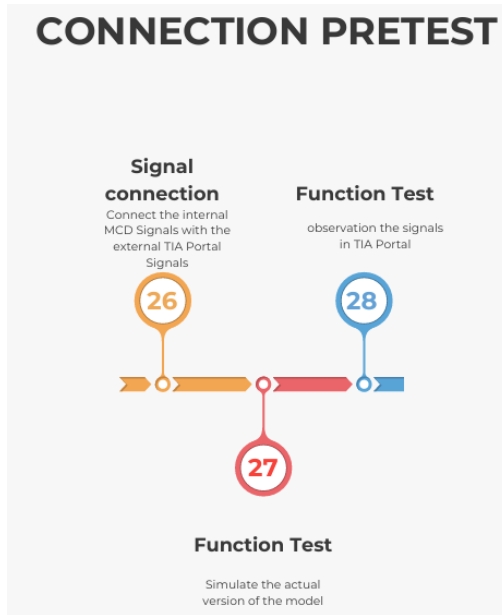 CONNECTION PRETEST
Signal
connection
Connect the internal
MCD Signals with the
external TIA Portal
Signals
26
Function Test
observation the signals
in TIA Portal
28
27
Function Test
Simulate the actual
version of the model